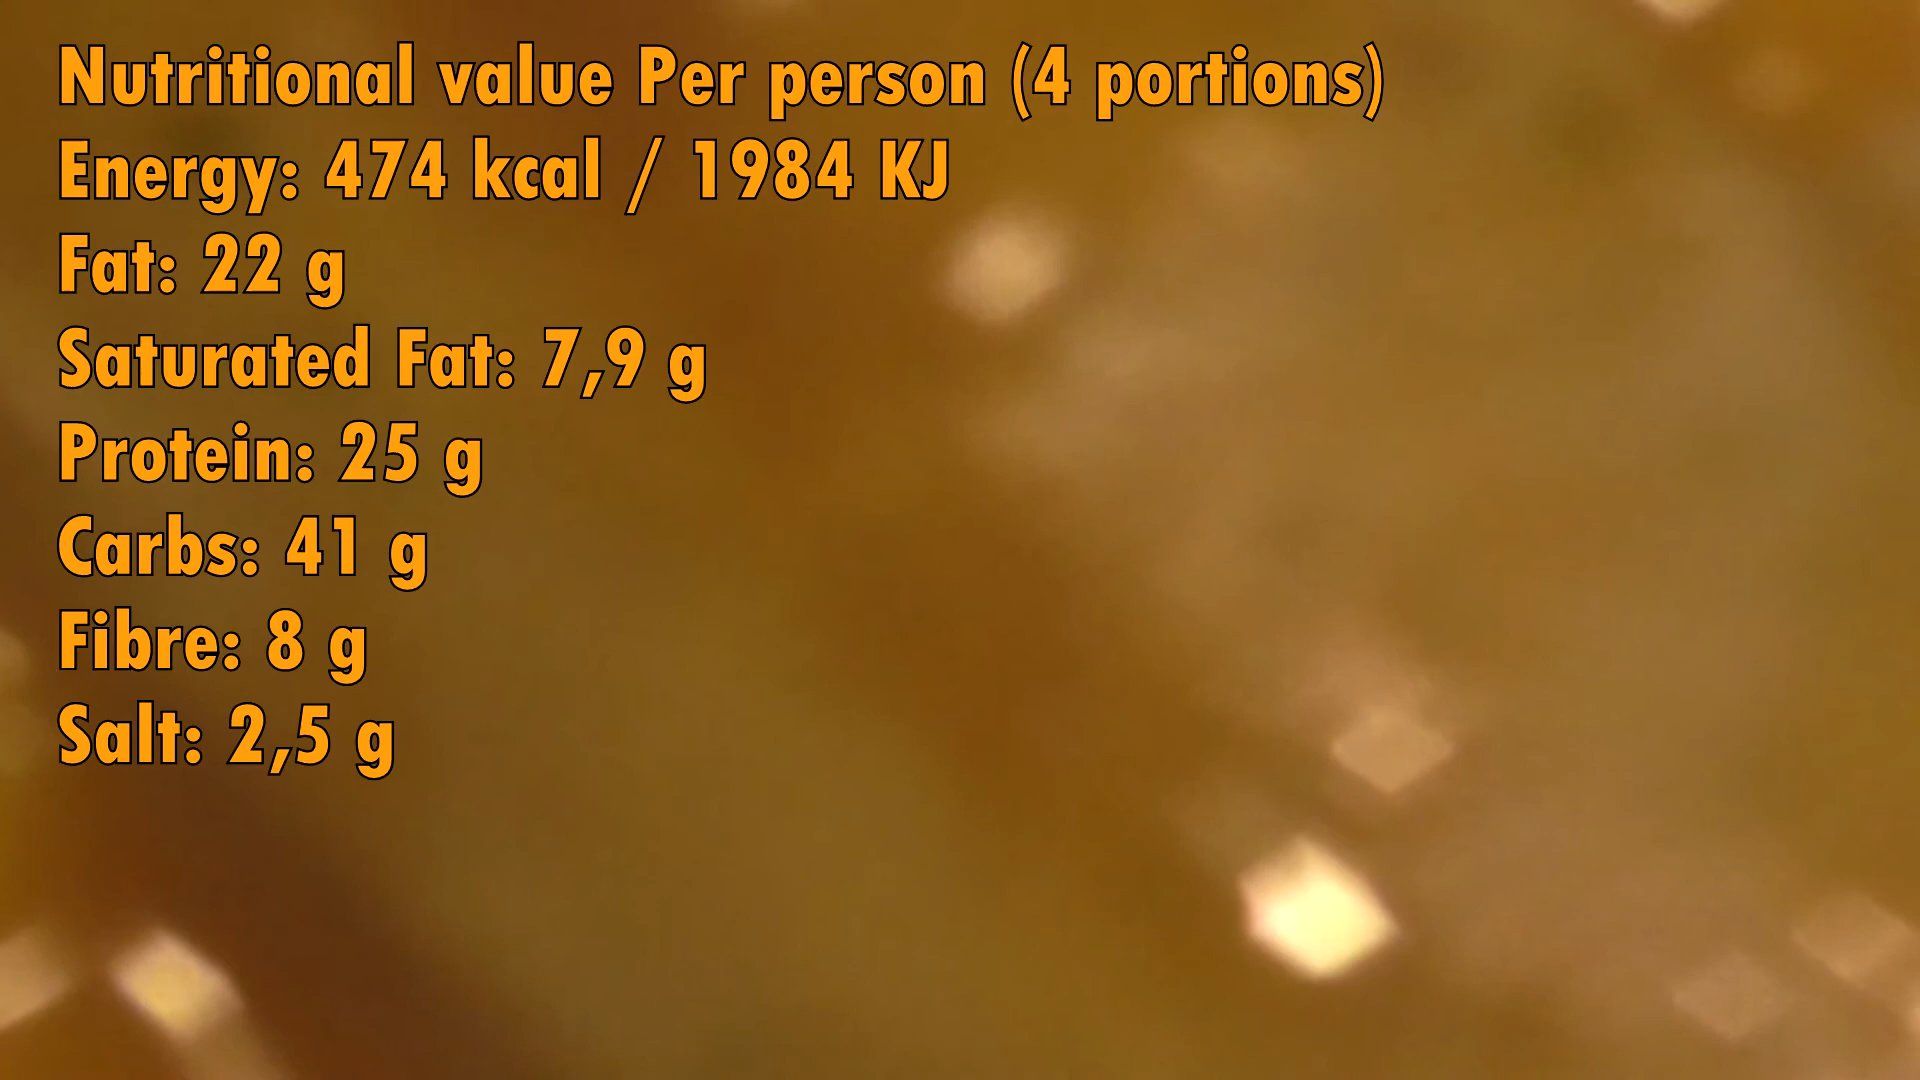 Nutritional value Per person (4 portions)
Energy: 474 kcal / 1984 KJ
Fat: 22 g
Saturated Fat: 7,9 g
Protein: 25 g
Carbs: 41 g
Fibre: 8 g
Salt: 2,5 g